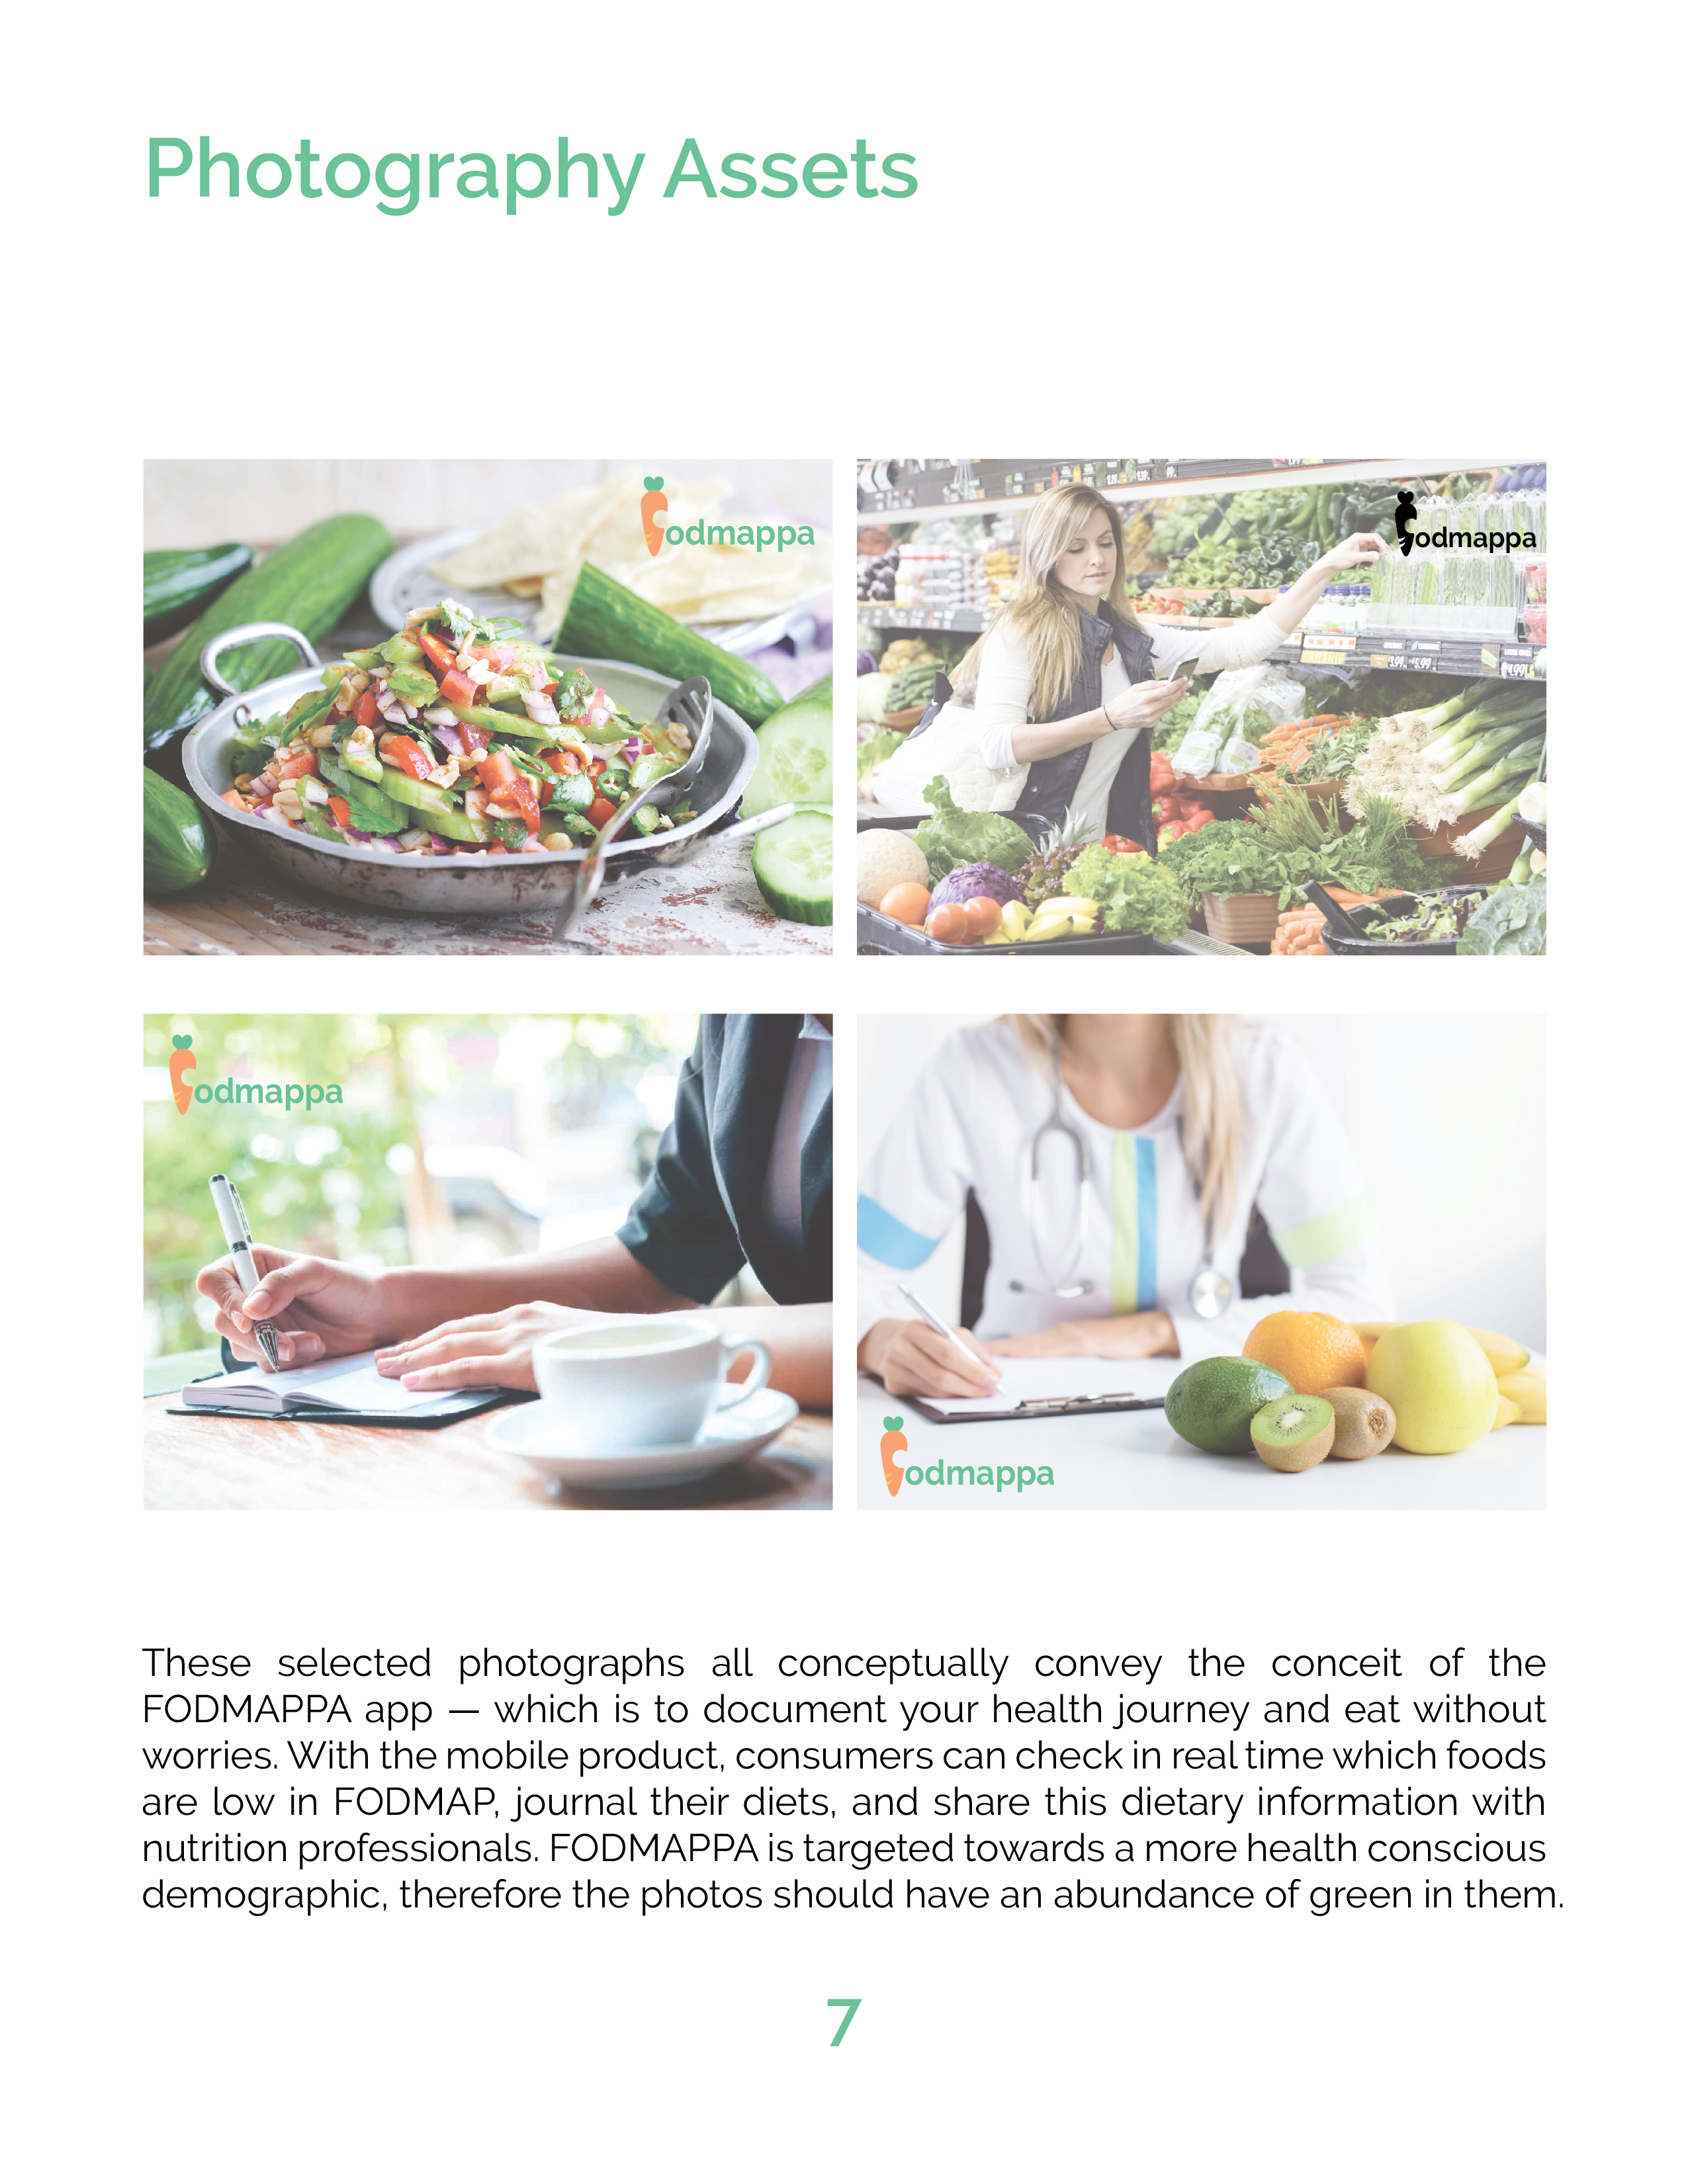 Photography Assets
odmappa
odmappa
odmappa
odmappa
These selected photographs all conceptually convey the conceit of the
FODMAPPA app — which is to document your health journey and eat without
worries. With the mobile product, consumers can check in real time which foods
are low in FODMAP, journal their diets, and share this dietary information with
nutrition professionals. FODMAPPA is targeted towards a more health conscious
demographic, therefore the photos should have an abundance of green in them.
7